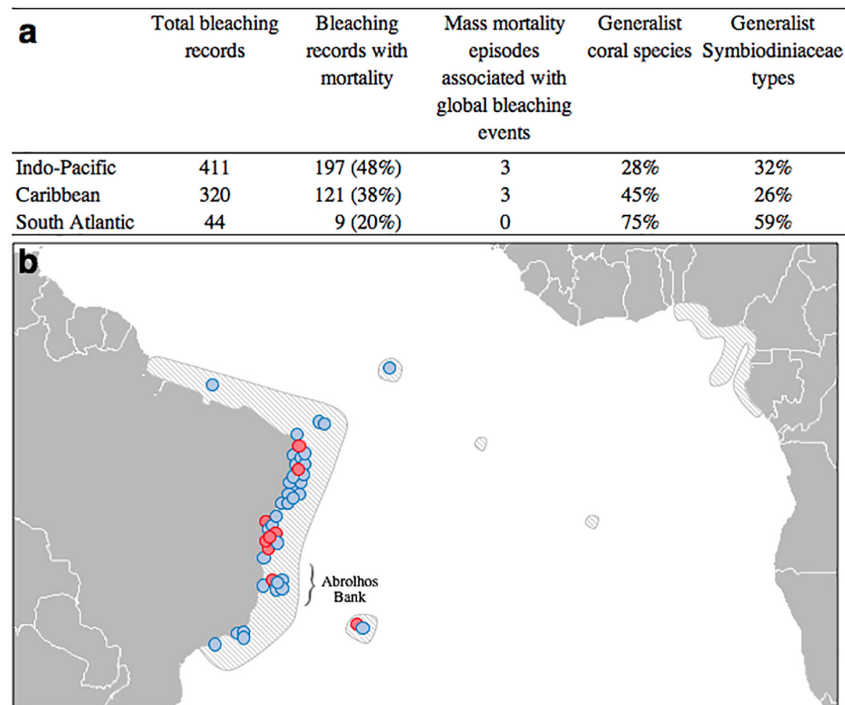 a
Total bleaching records
Bleaching records with mortality
Mass mortality episodes associated with global bleaching events
Generalist coral species
Generalist Symbiodiniaceae types
Indo-Pacific 411 197 (48%) 3 28% 32%
Caribbean 320 121 (38%) 3 45% 26%
South Atlantic 44 9 (20%) 0 75% 59%
b
Abrolhos
Bank